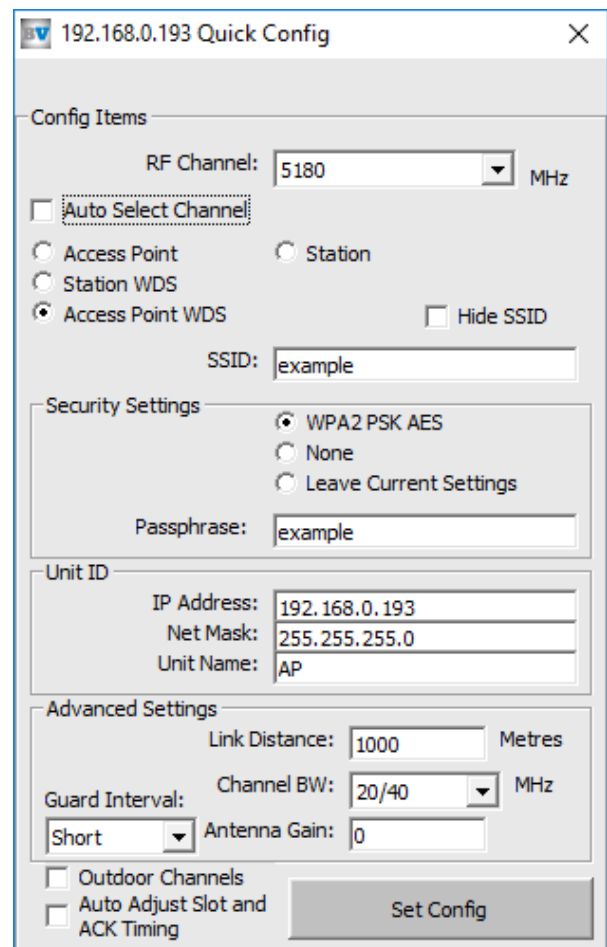 BV 192.168.0.193 Quick Config
Config Items
RF Channel: 5180 MHz
Auto Select Channel
Access Point Station
Station WDS
Access Point WDS Hide SSID
SSID: example
Security Settings
WPA2 PSK AES
None
Leave Current Settings
Passphrase: example
Unit ID
IP Address: 192.168.0.193
Net Mask: 255.255.255.0
Unit Name: AP
Advanced Settings
Link Distance: 1000 Metres
Channel BW: 20/40 MHz
Guard Interval:
Short Antenna Gain: 0
Outdoor Channels
Auto Adjust Slot and
ACK Timing
Set Config